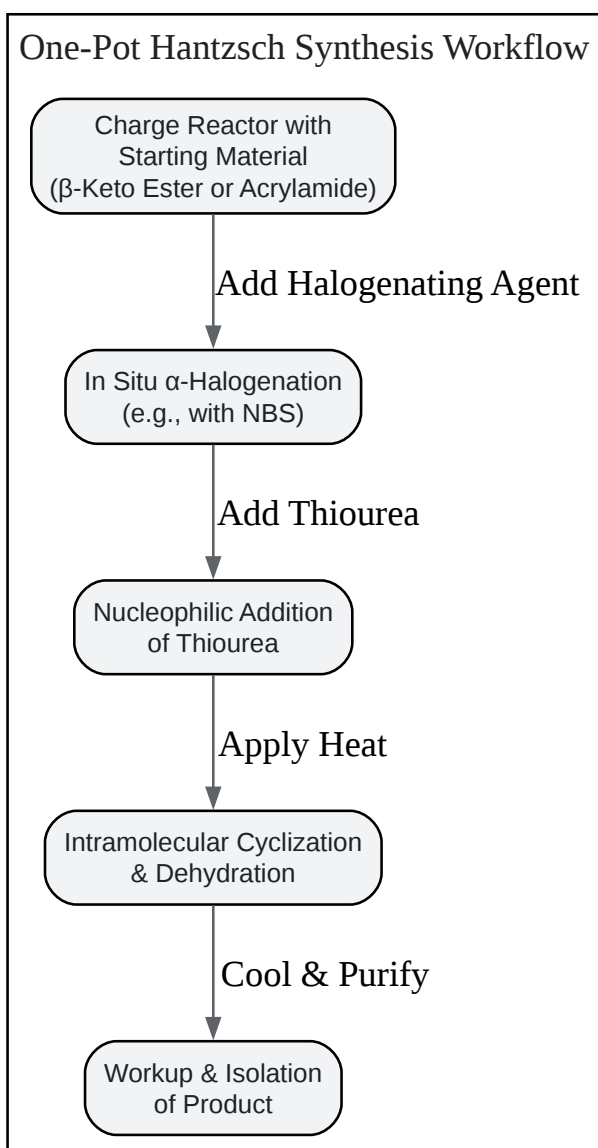 One-Pot Hantzsch Synthesis Workflow
Charge Reactor with
Starting Material
(β-Keto Ester or Acrylamide)
Add Halogenating Agent
In Situ α-Halogenation
(e.g., with NBS)
Add Thiourea
Nucleophilic Addition
of Thiourea
Apply Heat
Intramolecular Cyclization
& Dehydration
Cool & Purify
Workup & Isolation
of Product